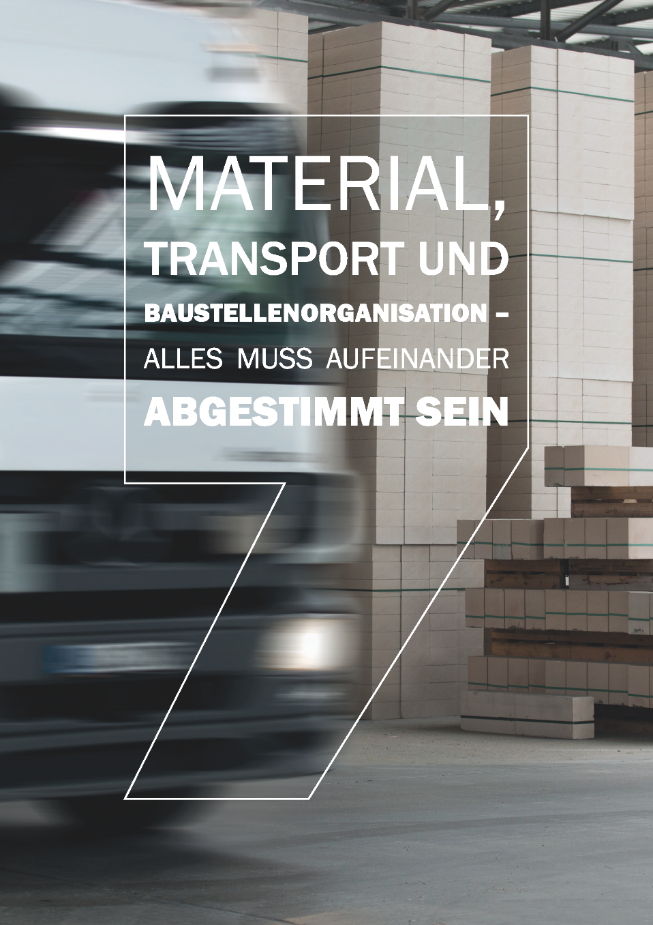 MATERIAL,
TRANSPORT UND
BAUSTELLENORGANISATION –
ALLES MUSS AUFEINANDER
ABGESTIMMT SEIN